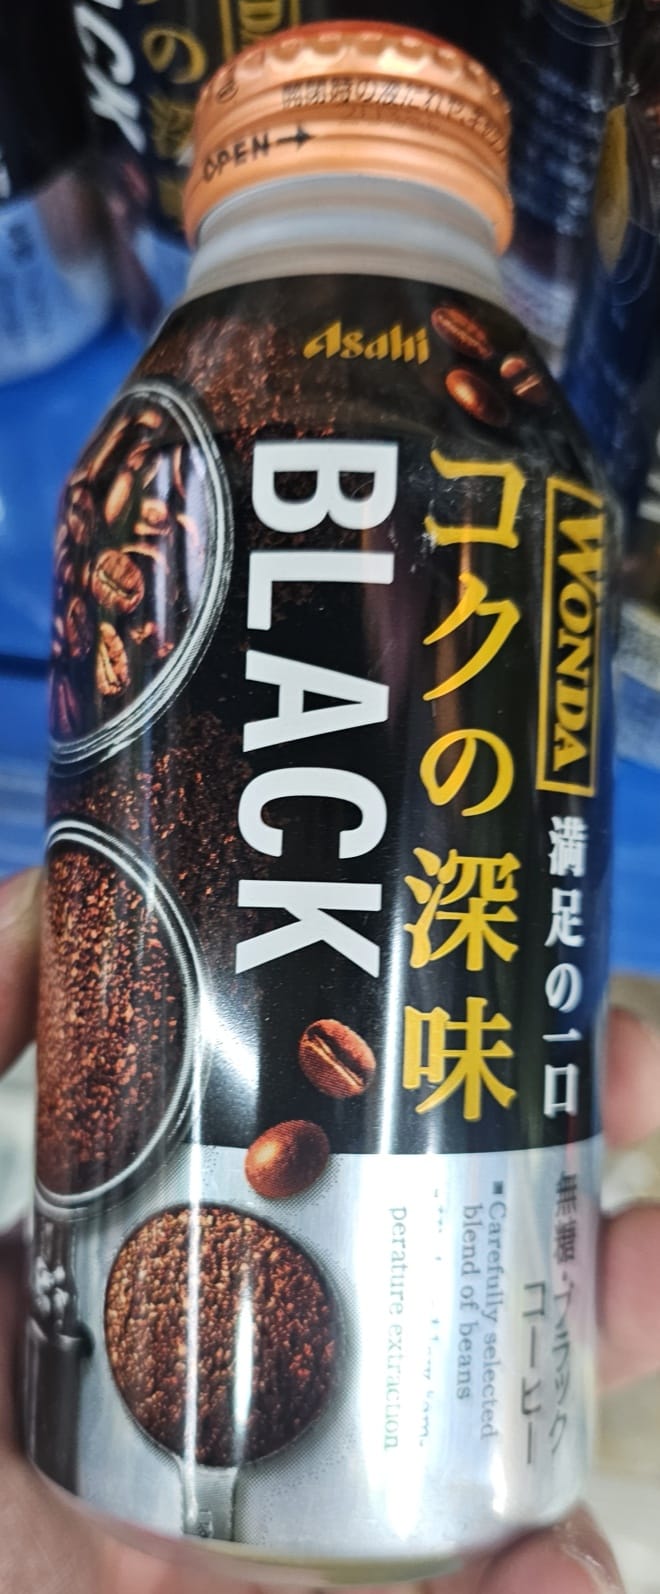 OPEN
Asahi
WONDA
満足の一口
コクの深味
BLACK
無糖・ブラック
コーヒー
■Carefully selected
blend of beans
perature extraction